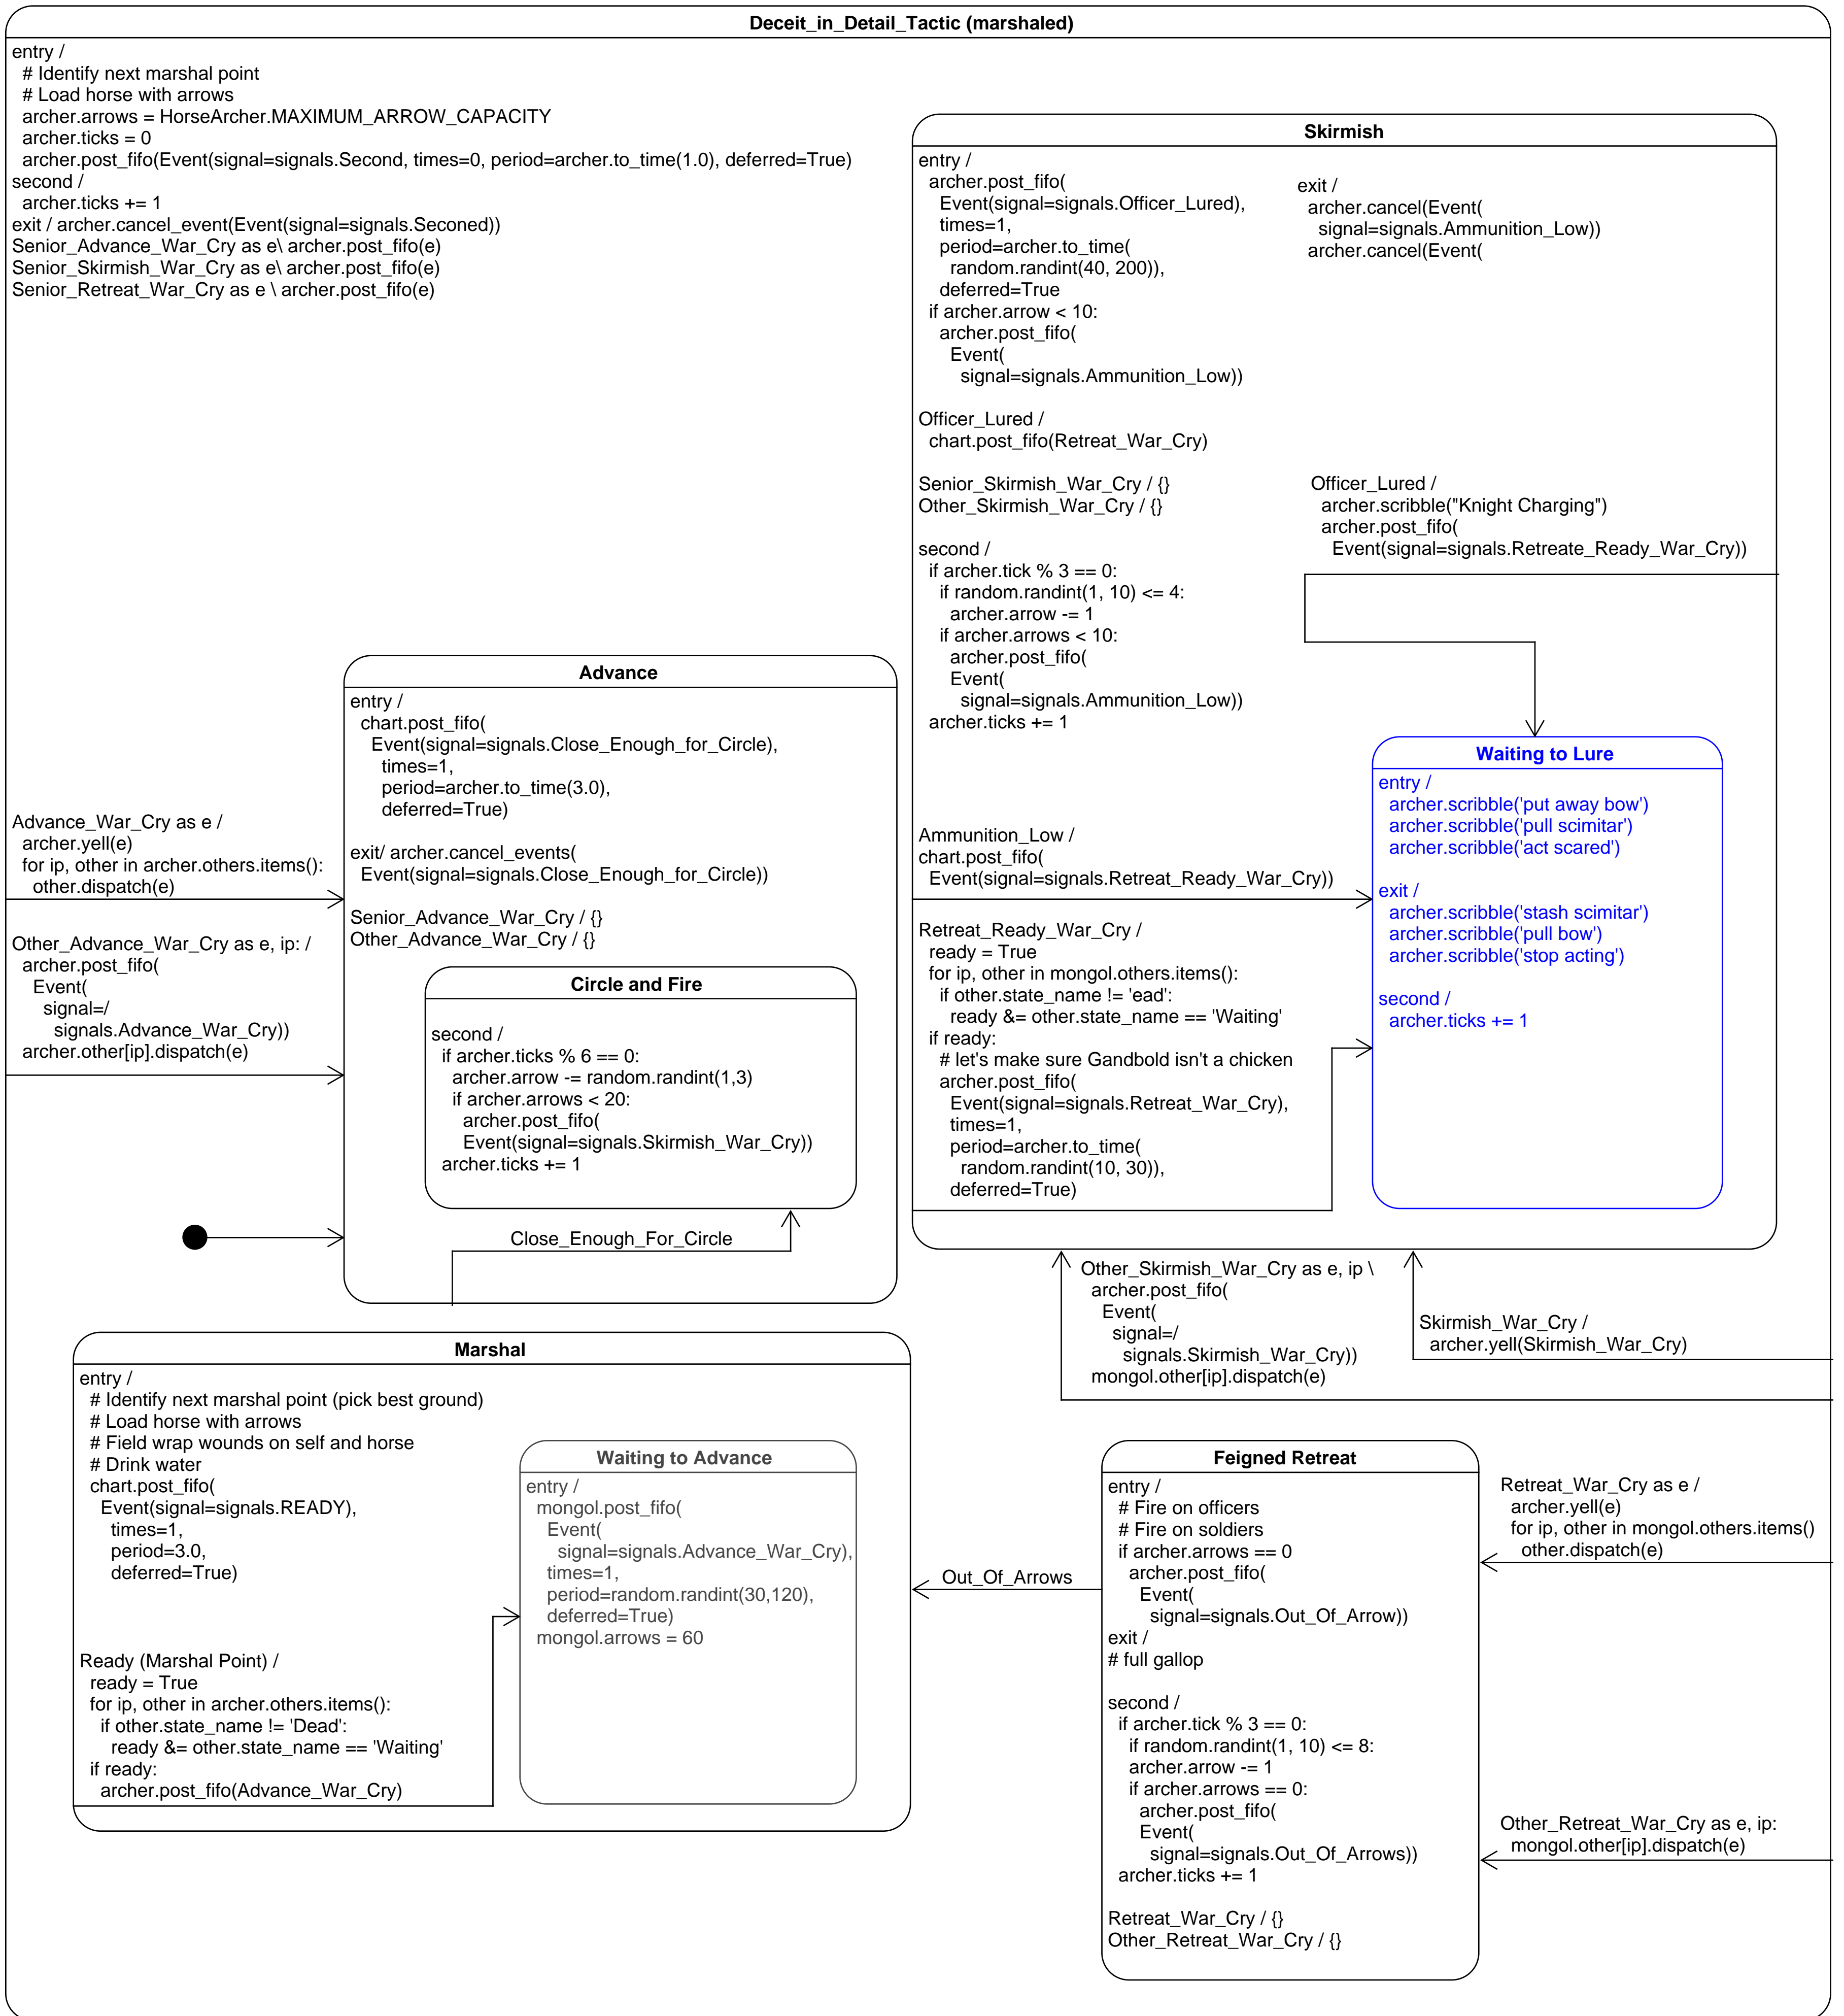 Deceit_in_Detail_Tactic (marshaled)
entry /
# Identify next marshal point
# Load horse with arrows
archer.arrows = HorseArcher.MAXIMUM_ARROW_CAPACITY
archer.ticks = 0
archer.post_fifo(Event(signal=signals.Second, times=0, period=archer.to_time(1.0), deferred=True)
second /
archer.ticks += 1
exit / archer.cancel_event(Event(signal=signals.Seconed))
Senior_Advance_War_Cry as e\ archer.post_fifo(e)
Senior_Skirmish_War_Cry as e\ archer.post_fifo(e)
Senior_Retreat_War_Cry as e \ archer.post_fifo(e)
Skirmish
entry /
archer.post_fifo(
Event(signal=signals.Officer_Lured),
times=1,
period=archer.to_time(
random.randint(40, 200)),
deferred=True
if archer.arrow < 10:
archer.post_fifo(
Event(
signal=signals.Ammunition_Low))
exit /
archer.cancel(Event(
signal=signals.Ammunition_Low))
archer.cancel(Event(
Officer_Lured /
chart.post_fifo(Retreat_War_Cry)
Senior_Skirmish_War_Cry / {}
Other_Skirmish_War_Cry / {}
second /
if archer.tick % 3 == 0:
if random.randint(1, 10) <= 4:
archer.arrow -= 1
if archer.arrows < 10:
archer.post_fifo(
Event(
signal=signals.Ammunition_Low))
archer.ticks += 1
Officer_Lured /
archer.scribble("Knight Charging")
archer.post_fifo(
Event(signal=signals.Retreate_Ready_War_Cry))
Ammunition_Low /
chart.post_fifo(
Event(signal=signals.Retreat_Ready_War_Cry))
Retreat_Ready_War_Cry /
ready = True
for ip, other in mongol.others.items():
if other.state_name != 'ead':
ready &= other.state_name == 'Waiting'
if ready:
# let's make sure Gandbold isn't a chicken
archer.post_fifo(
Event(signal=signals.Retreat_War_Cry),
times=1,
period=archer.to_time(
random.randint(10, 30)),
deferred=True)
Waiting to Lure
entry /
archer.scribble('put away bow')
archer.scribble('pull scimitar')
archer.scribble('act scared')
exit /
archer.scribble('stash scimitar')
archer.scribble('pull bow')
archer.scribble('stop acting')
second /
archer.ticks += 1
Advance_War_Cry as e /
archer.yell(e)
for ip, other in archer.others.items():
other.dispatch(e)
Other_Advance_War_Cry as e, ip: /
archer.post_fifo(
Event(
signal=/
signals.Advance_War_Cry))
archer.other[ip].dispatch(e)
Advance
entry /
chart.post_fifo(
Event(signal=signals.Close_Enough_for_Circle),
times=1,
period=archer.to_time(3.0),
deferred=True)
exit/ archer.cancel_events(
Event(signal=signals.Close_Enough_for_Circle))
Senior_Advance_War_Cry / {}
Other_Advance_War_Cry / {}
Circle and Fire
second /
if archer.ticks % 6 == 0:
archer.arrow -= random.randint(1,3)
if archer.arrows < 20:
archer.post_fifo(
Event(signal=signals.Skirmish_War_Cry))
archer.ticks += 1
Close_Enough_For_Circle
Other_Skirmish_War_Cry as e, ip \
archer.post_fifo(
Event(
signal=/
signals.Skirmish_War_Cry))
mongol.other[ip].dispatch(e)
Skirmish_War_Cry /
archer.yell(Skirmish_War_Cry)
Marshal
entry /
# Identify next marshal point (pick best ground)
# Load horse with arrows
# Field wrap wounds on self and horse
# Drink water
chart.post_fifo(
Event(signal=signals.READY),
times=1,
period=3.0,
deferred=True)
Ready (Marshal Point) /
ready = True
for ip, other in archer.others.items():
if other.state_name != 'Dead':
ready &= other.state_name == 'Waiting'
if ready:
archer.post_fifo(Advance_War_Cry)
Waiting to Advance
entry /
mongol.post_fifo(
Event(
signal=signals.Advance_War_Cry),
times=1,
period=random.randint(30,120),
deferred=True)
mongol.arrows = 60
Out_Of_Arrows
Feigned Retreat
entry /
# Fire on officers
# Fire on soldiers
if archer.arrows == 0
archer.post_fifo(
Event(
signal=signals.Out_Of_Arrow))
exit /
# full gallop
second /
if archer.tick % 3 == 0:
if random.randint(1, 10) <= 8:
archer.arrow -= 1
if archer.arrows == 0:
archer.post_fifo(
Event(
signal=signals.Out_Of_Arrows))
archer.ticks += 1
Retreat_War_Cry / {}
Other_Retreat_War_Cry / {}
Retreat_War_Cry as e /
archer.yell(e)
for ip, other in mongol.others.items()
other.dispatch(e)
Other_Retreat_War_Cry as e, ip:
mongol.other[ip].dispatch(e)